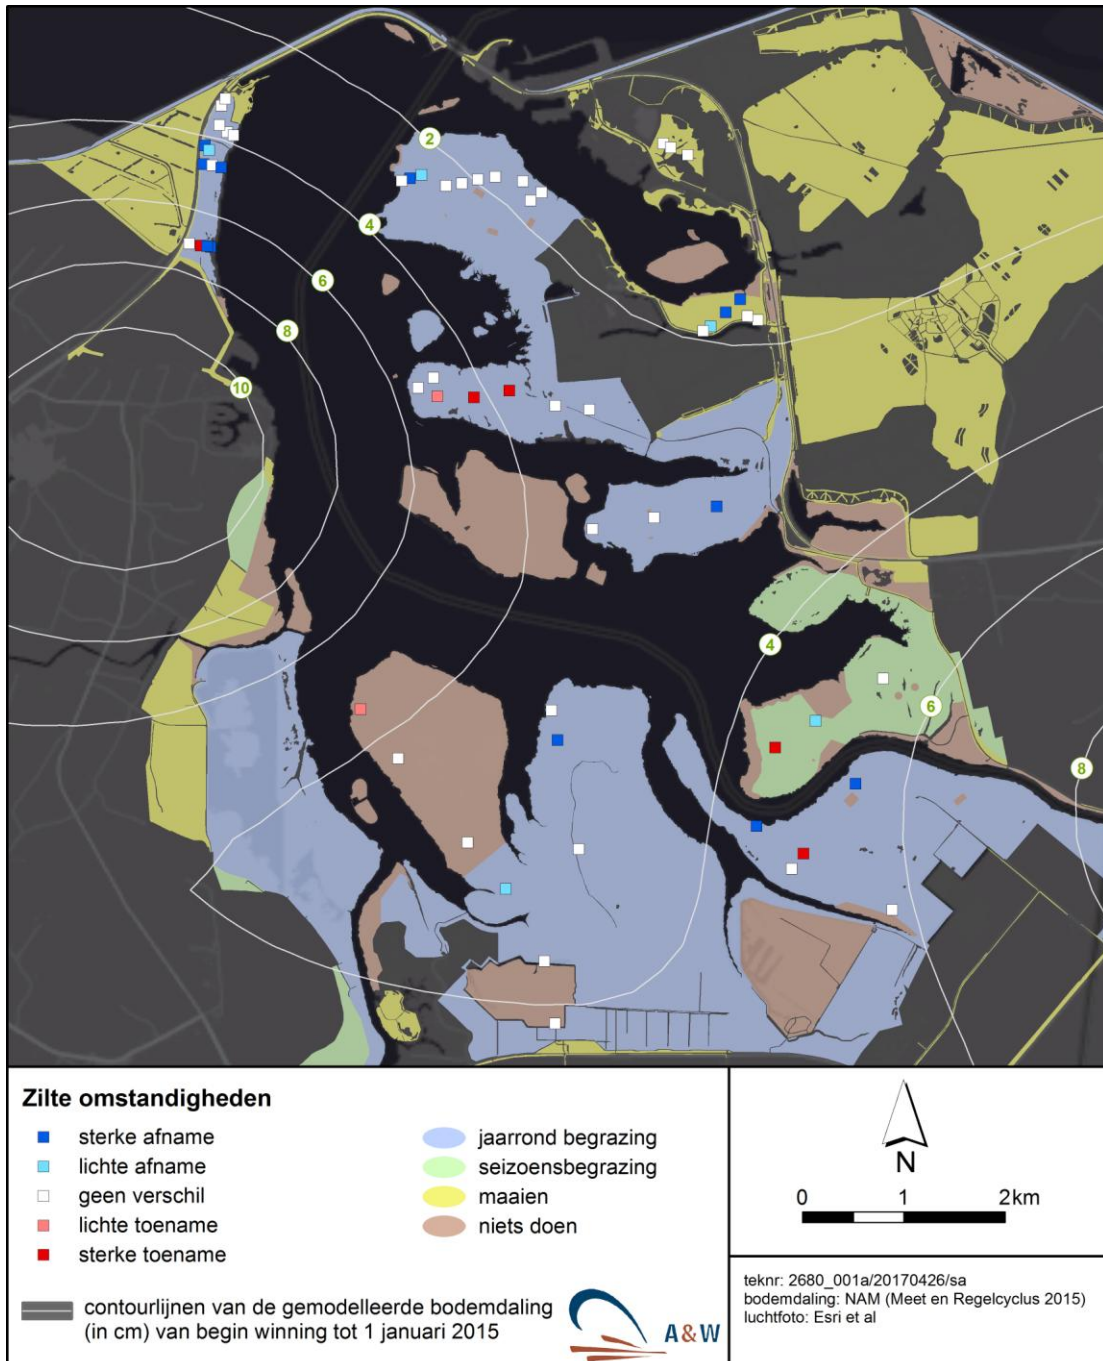 2
4
6
8
10
4
6
8
Zilte omstandigheden
sterke afname
lichte afname
geen verschil
lichte toename
sterke toename
jaarrond begrazing
seizoensbegrazing
maaien
niets doen
contourlijnen van de gemodelleerde bodemdaling
(in cm) van begin winning tot 1 januari 2015
A&W
N
0 1 2km
teknr: 2680_001a/20170426/sa
bodemdaling: NAM (Meet en Regelcyclus 2015)
luchtfoto: Esri et al